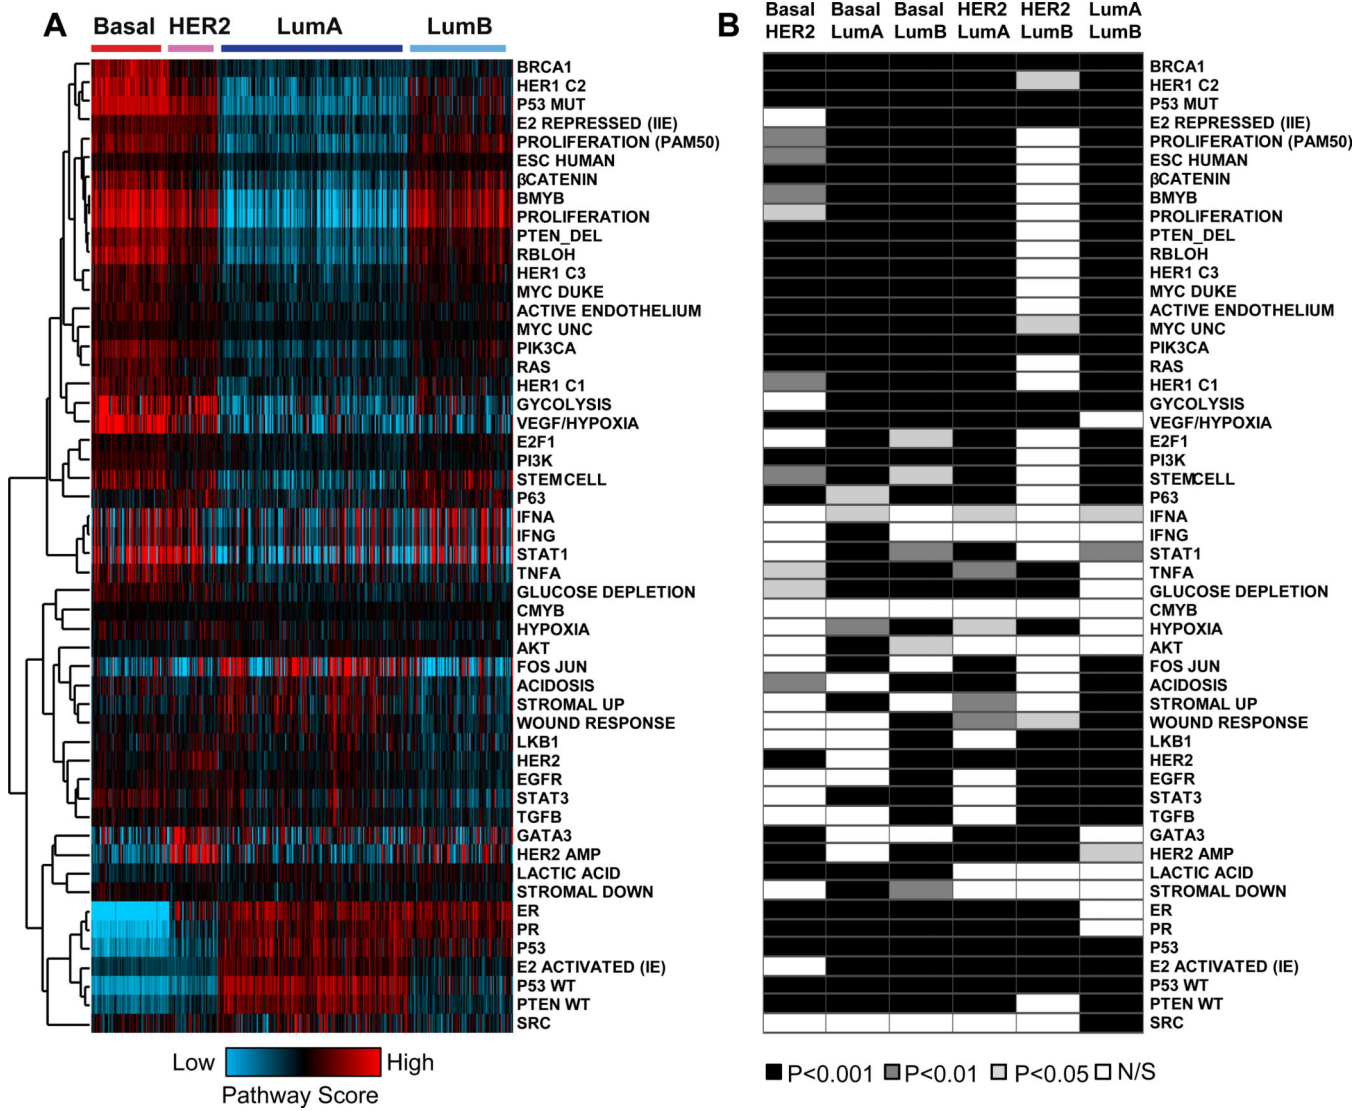 A
Basal HER2 LumA LumB
BRCA1
HER1 C2
P53 MUT
E2 REPRESSED (IIE)
PROLIFERATION (PAM50)
ESC HUMAN
βCATENIN
BMYB
PROLIFERATION
PTEN_DEL
RBLOH
HER1 C3
MYC DUKE
ACTIVE ENDOTHELIUM
MYC UNC
PIK3CA
RAS
HER1 C1
GYCOLYSIS
VEGF/HYPOXIA
E2F1
PI3K
STEMCELL
P63
IFNA
IFNG
STAT1
TNFA
GLUCOSE DEPLETION
CMYB
HYPOXIA
AKT
FOS JUN
ACIDOSIS
STROMAL UP
WOUND RESPONSE
LKB1
HER2
EGFR
STAT3
TGFB
GATA3
HER2 AMP
LACTIC ACID
STROMAL DOWN
ER
PR
P53
E2 ACTIVATED (IE)
P53 WT
PTEN WT
SRC
Low High
Pathway Score
B
Basal Basal Basal HER2 HER2 LumA
HER2 LumA LumB LumA LumB LumB
BRCA1
HER1 C2
P53 MUT
E2 REPRESSED (IIE)
PROLIFERATION (PAM50)
ESC HUMAN
βCATENIN
BMYB
PROLIFERATION
PTEN_DEL
RBLOH
HER1 C3
MYC DUKE
ACTIVE ENDOTHELIUM
MYC UNC
PIK3CA
RAS
HER1 C1
GYCOLYSIS
VEGF/HYPOXIA
E2F1
PI3K
STEMCELL
P63
IFNA
IFNG
STAT1
TNFA
GLUCOSE DEPLETION
CMYB
HYPOXIA
AKT
FOS JUN
ACIDOSIS
STROMAL UP
WOUND RESPONSE
LKB1
HER2
EGFR
STAT3
TGFB
GATA3
HER2 AMP
LACTIC ACID
STROMAL DOWN
ER
PR
P53
E2 ACTIVATED (IE)
P53 WT
PTEN WT
SRC
P<0.001 P<0.01 P<0.05 N/S